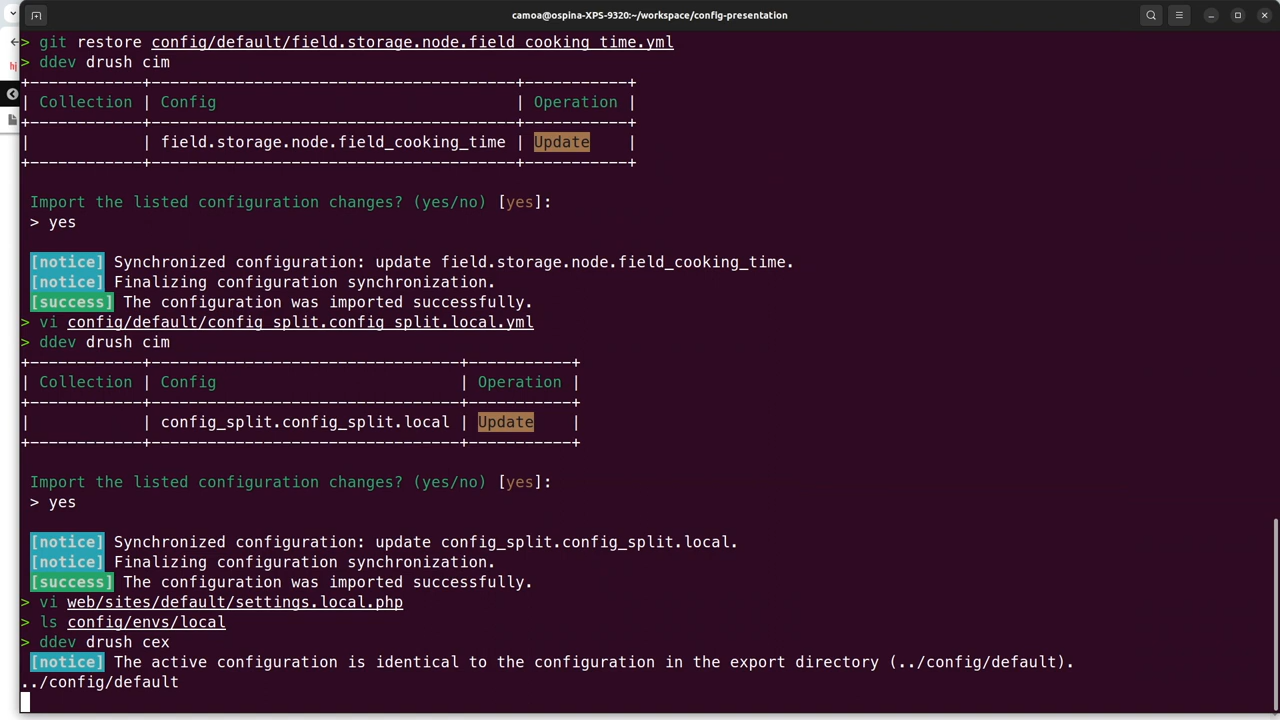 camoa@ospina-XPS-9320:~/workspace/config-presentation
> git restore config/default/field.storage.node.field_cooking_time.yml
> ddev drush cim
+------------+----------------------------------------+-----------+
| Collection | Config                                 | Operation |
+------------+----------------------------------------+-----------+
|            | field.storage.node.field_cooking_time | Update    |
+------------+----------------------------------------+-----------+
Import the listed configuration changes? (yes/no) [yes]:
> yes
[notice] Synchronized configuration: update field.storage.node.field_cooking_time.
[notice] Finalizing configuration synchronization.
[success] The configuration was imported successfully.
> vi config/default/config_split.config_split.local.yml
> ddev drush cim
+------------+----------------------------------+-----------+
| Collection | Config                           | Operation |
+------------+----------------------------------+-----------+
|            | config_split.config_split.local | Update    |
+------------+----------------------------------+-----------+
Import the listed configuration changes? (yes/no) [yes]:
> yes
[notice] Synchronized configuration: update config_split.config_split.local.
[notice] Finalizing configuration synchronization.
[success] The configuration was imported successfully.
> vi web/sites/default/settings.local.php
> ls config/envs/local
> ddev drush cex
[notice] The active configuration is identical to the configuration in the export directory (../config/default).
../config/default